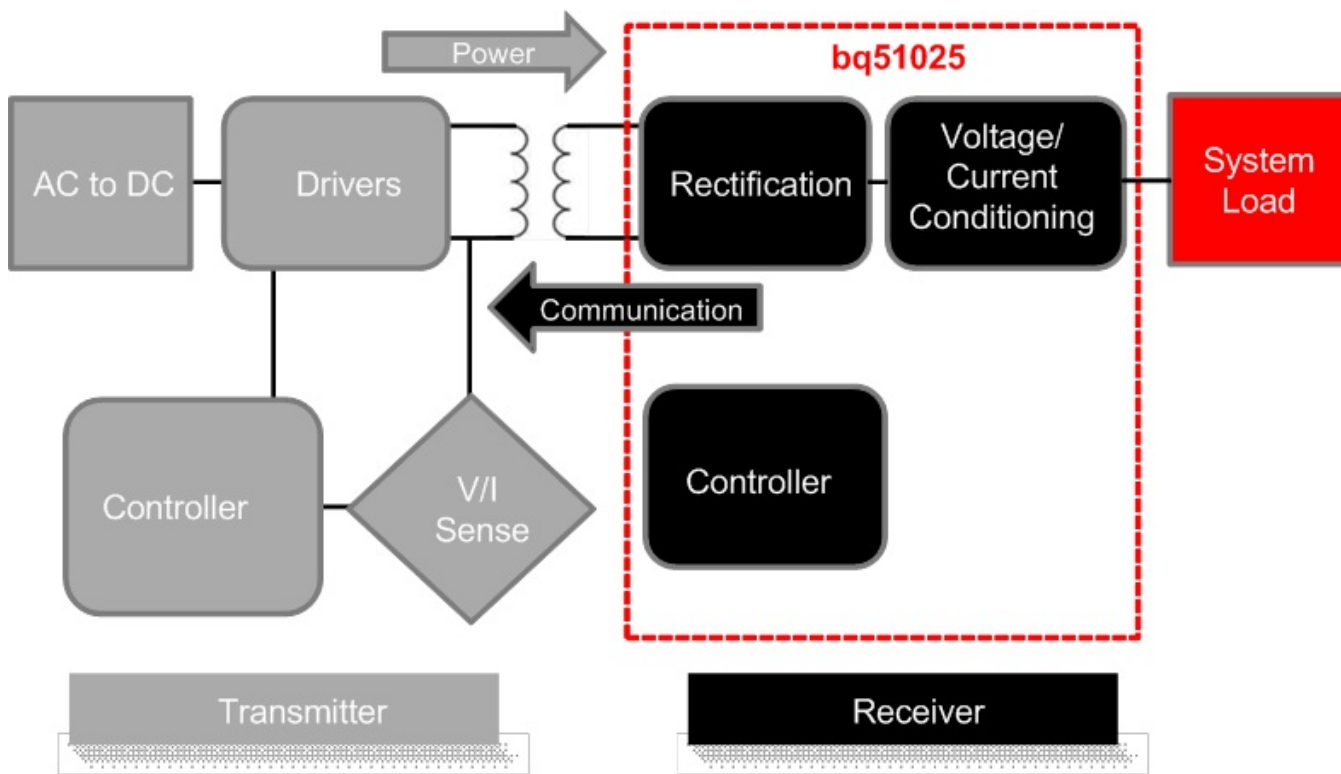 Power
bq51025
AC to DC
Drivers
Rectification
Voltage/
Current
Conditioning
System
Load
Communication
Controller
V/I
Sense
Controller
Transmitter
Receiver